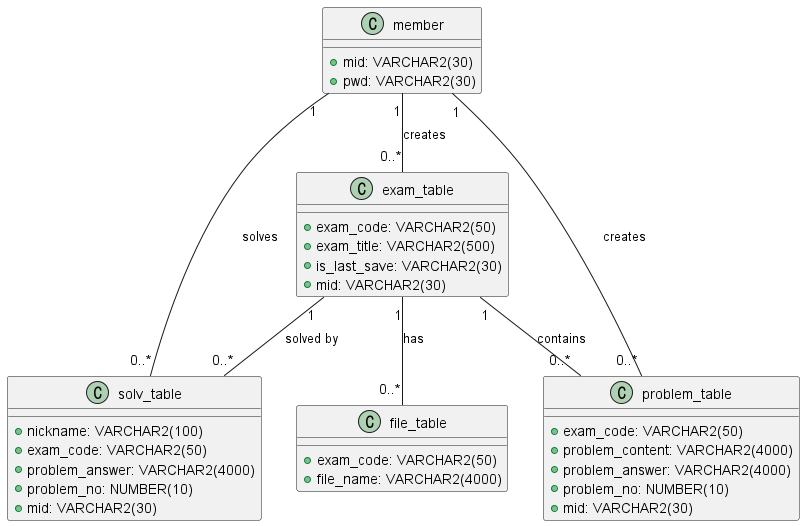 C member
mid: VARCHAR2(30)
pwd: VARCHAR2(30)
1 1 1
creates
0..*
C exam_table
exam_code: VARCHAR2(50)
exam_title: VARCHAR2(500)
is_last_save: VARCHAR2(30)
mid: VARCHAR2(30)
solves creates
1 1 1
solved by has contains
0..* 0..* 0..* 0..*
0..*
C solv_table
nickname: VARCHAR2(100)
exam_code: VARCHAR2(50)
problem_answer: VARCHAR2(4000)
problem_no: NUMBER(10)
mid: VARCHAR2(30)
C file_table
exam_code: VARCHAR2(50)
file_name: VARCHAR2(4000)
C problem_table
exam_code: VARCHAR2(50)
problem_content: VARCHAR2(4000)
problem_answer: VARCHAR2(4000)
problem_no: NUMBER(10)
mid: VARCHAR2(30)